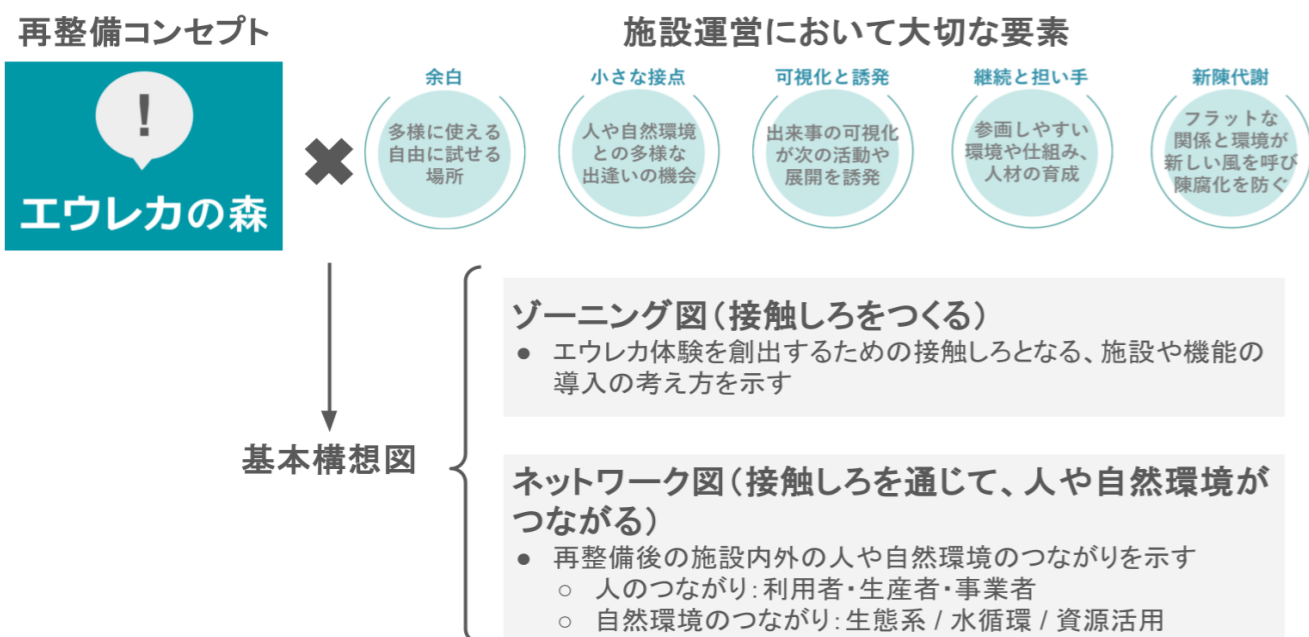 再整備コンセプト
施設運営において大切な要素
!
エウレカの森
✖
余白
多様に使える
自由に試せる
場所
小さな接点
人や自然環境
との多様な
出逢いの機会
可視化と誘発
出来事の可視化
が次の活動や
展開を誘発
継続と担い手
参画しやすい
環境や仕組み、
人材の育成
新陳代謝
フラットな
関係と環境が
新しい風を呼び
陳腐化を防ぐ
基本構想図
ゾーニング図（接触しろをつくる）
● エウレカ体験を創出するための接触しろとなる、施設や機能の
導入の考え方を示す
ネットワーク図（接触しろを通じて、人や自然環境が
つながる）
● 再整備後の施設内外の人や自然環境のつながりを示す
○ 人のつながり：利用者・生産者・事業者
○ 自然環境のつながり：生態系 / 水循環 / 資源活用